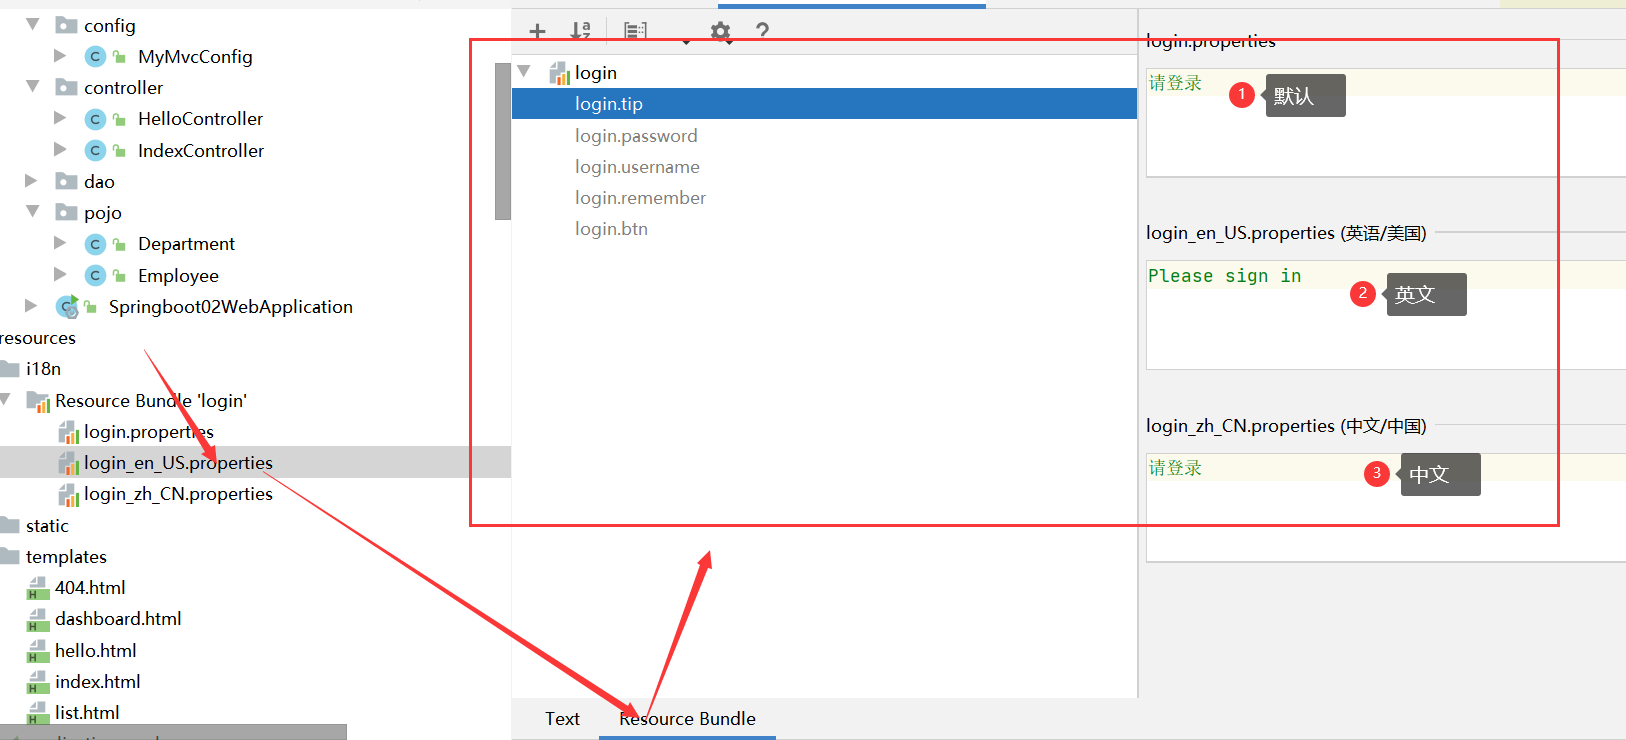 config
MyMvcConfig
controller
HelloController
IndexController
dao
pojo
Department
Employee
Springboot02WebApplication
resources
i18n
Resource Bundle 'login'
login.properties
login_en_US.properties
login_zh_CN.properties
static
templates
404.html
dashboard.html
hello.html
index.html
list.html
login
login.tip
login.password
login.username
login.remember
login.btn
Text
Resource Bundle
login.properties
请登录
1 默认
login_en_US.properties (英语/美国)
Please sign in
2 英文
login_zh_CN.properties (中文/中国)
请登录
3 中文